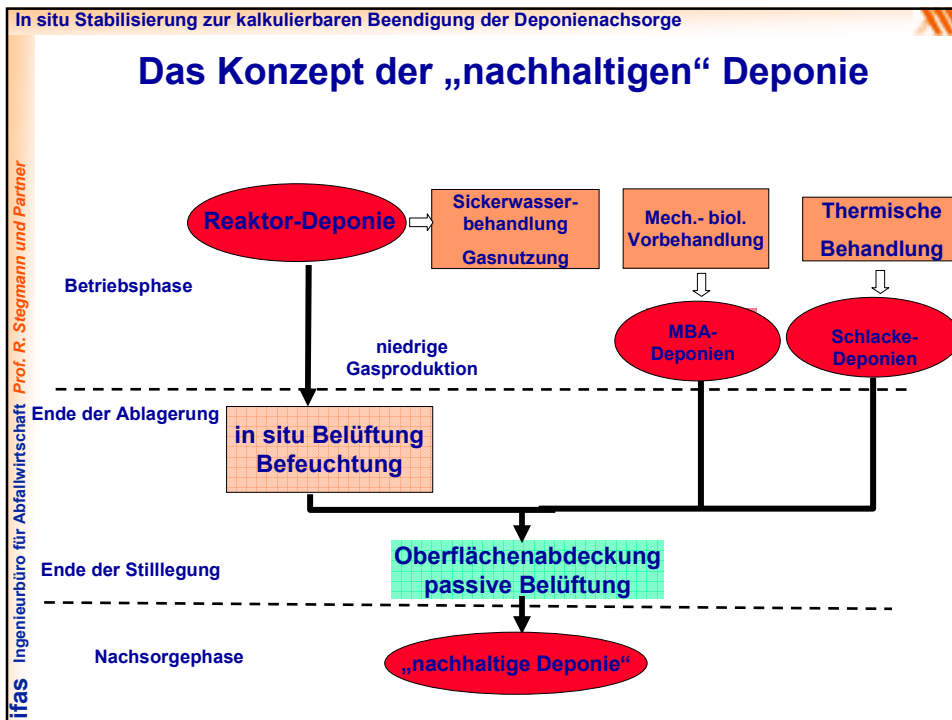 In situ Stabilisierung zur kalkulierbaren Beendigung der Deponienachsorge
Das Konzept der „nachhaltigen“ Deponie
Reaktor-Deponie
Sickerwasser-
behandlung
Gasnutzung
Mech.- biol.
Vorbehandlung
Thermische
Behandlung
Betriebsphase
MBA-
Deponien
Schlacke-
Deponien
niedrige
Gasproduktion
Ende der Ablagerung
in situ Belüftung
Befeuchtung
Oberflächenabdeckung
passive Belüftung
Ende der Stilllegung
Nachsorgephase
„nachhaltige Deponie“
ifas Ingenieurbüro für Abfallwirtschaft Prof. R. Stegmann und Partner